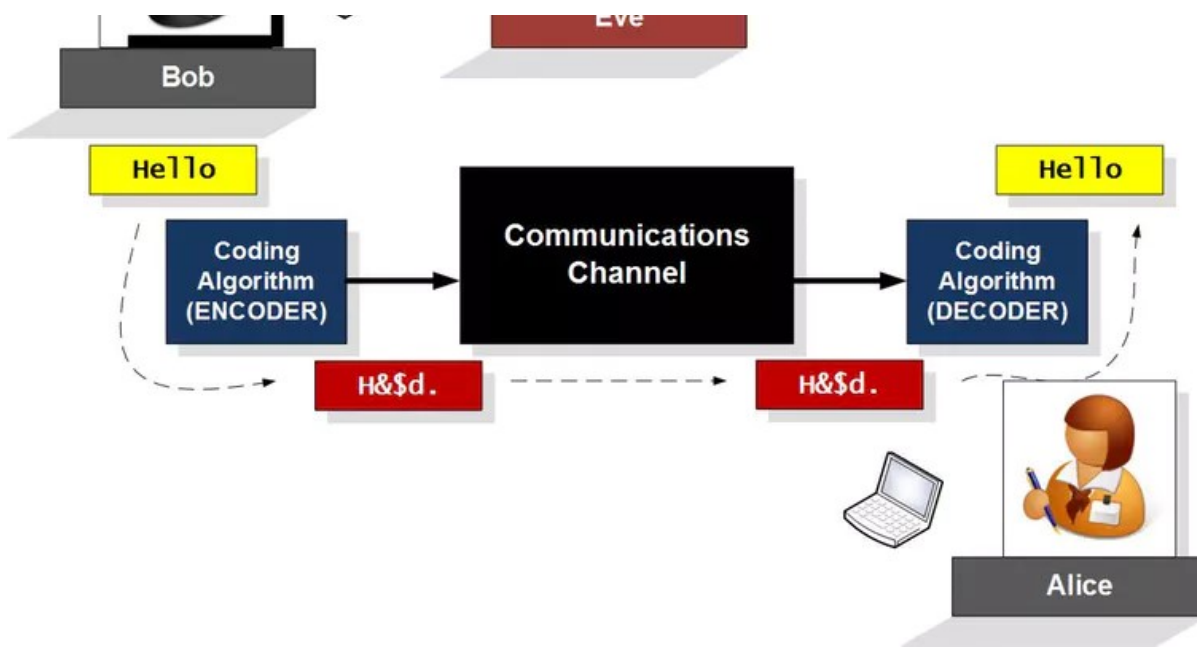 Eve
Bob
Hello
Hello
Coding
Algorithm
(ENCODER)
Communications
Channel
Coding
Algorithm
(DECODER)
H&$d.
H&$d.
Alice